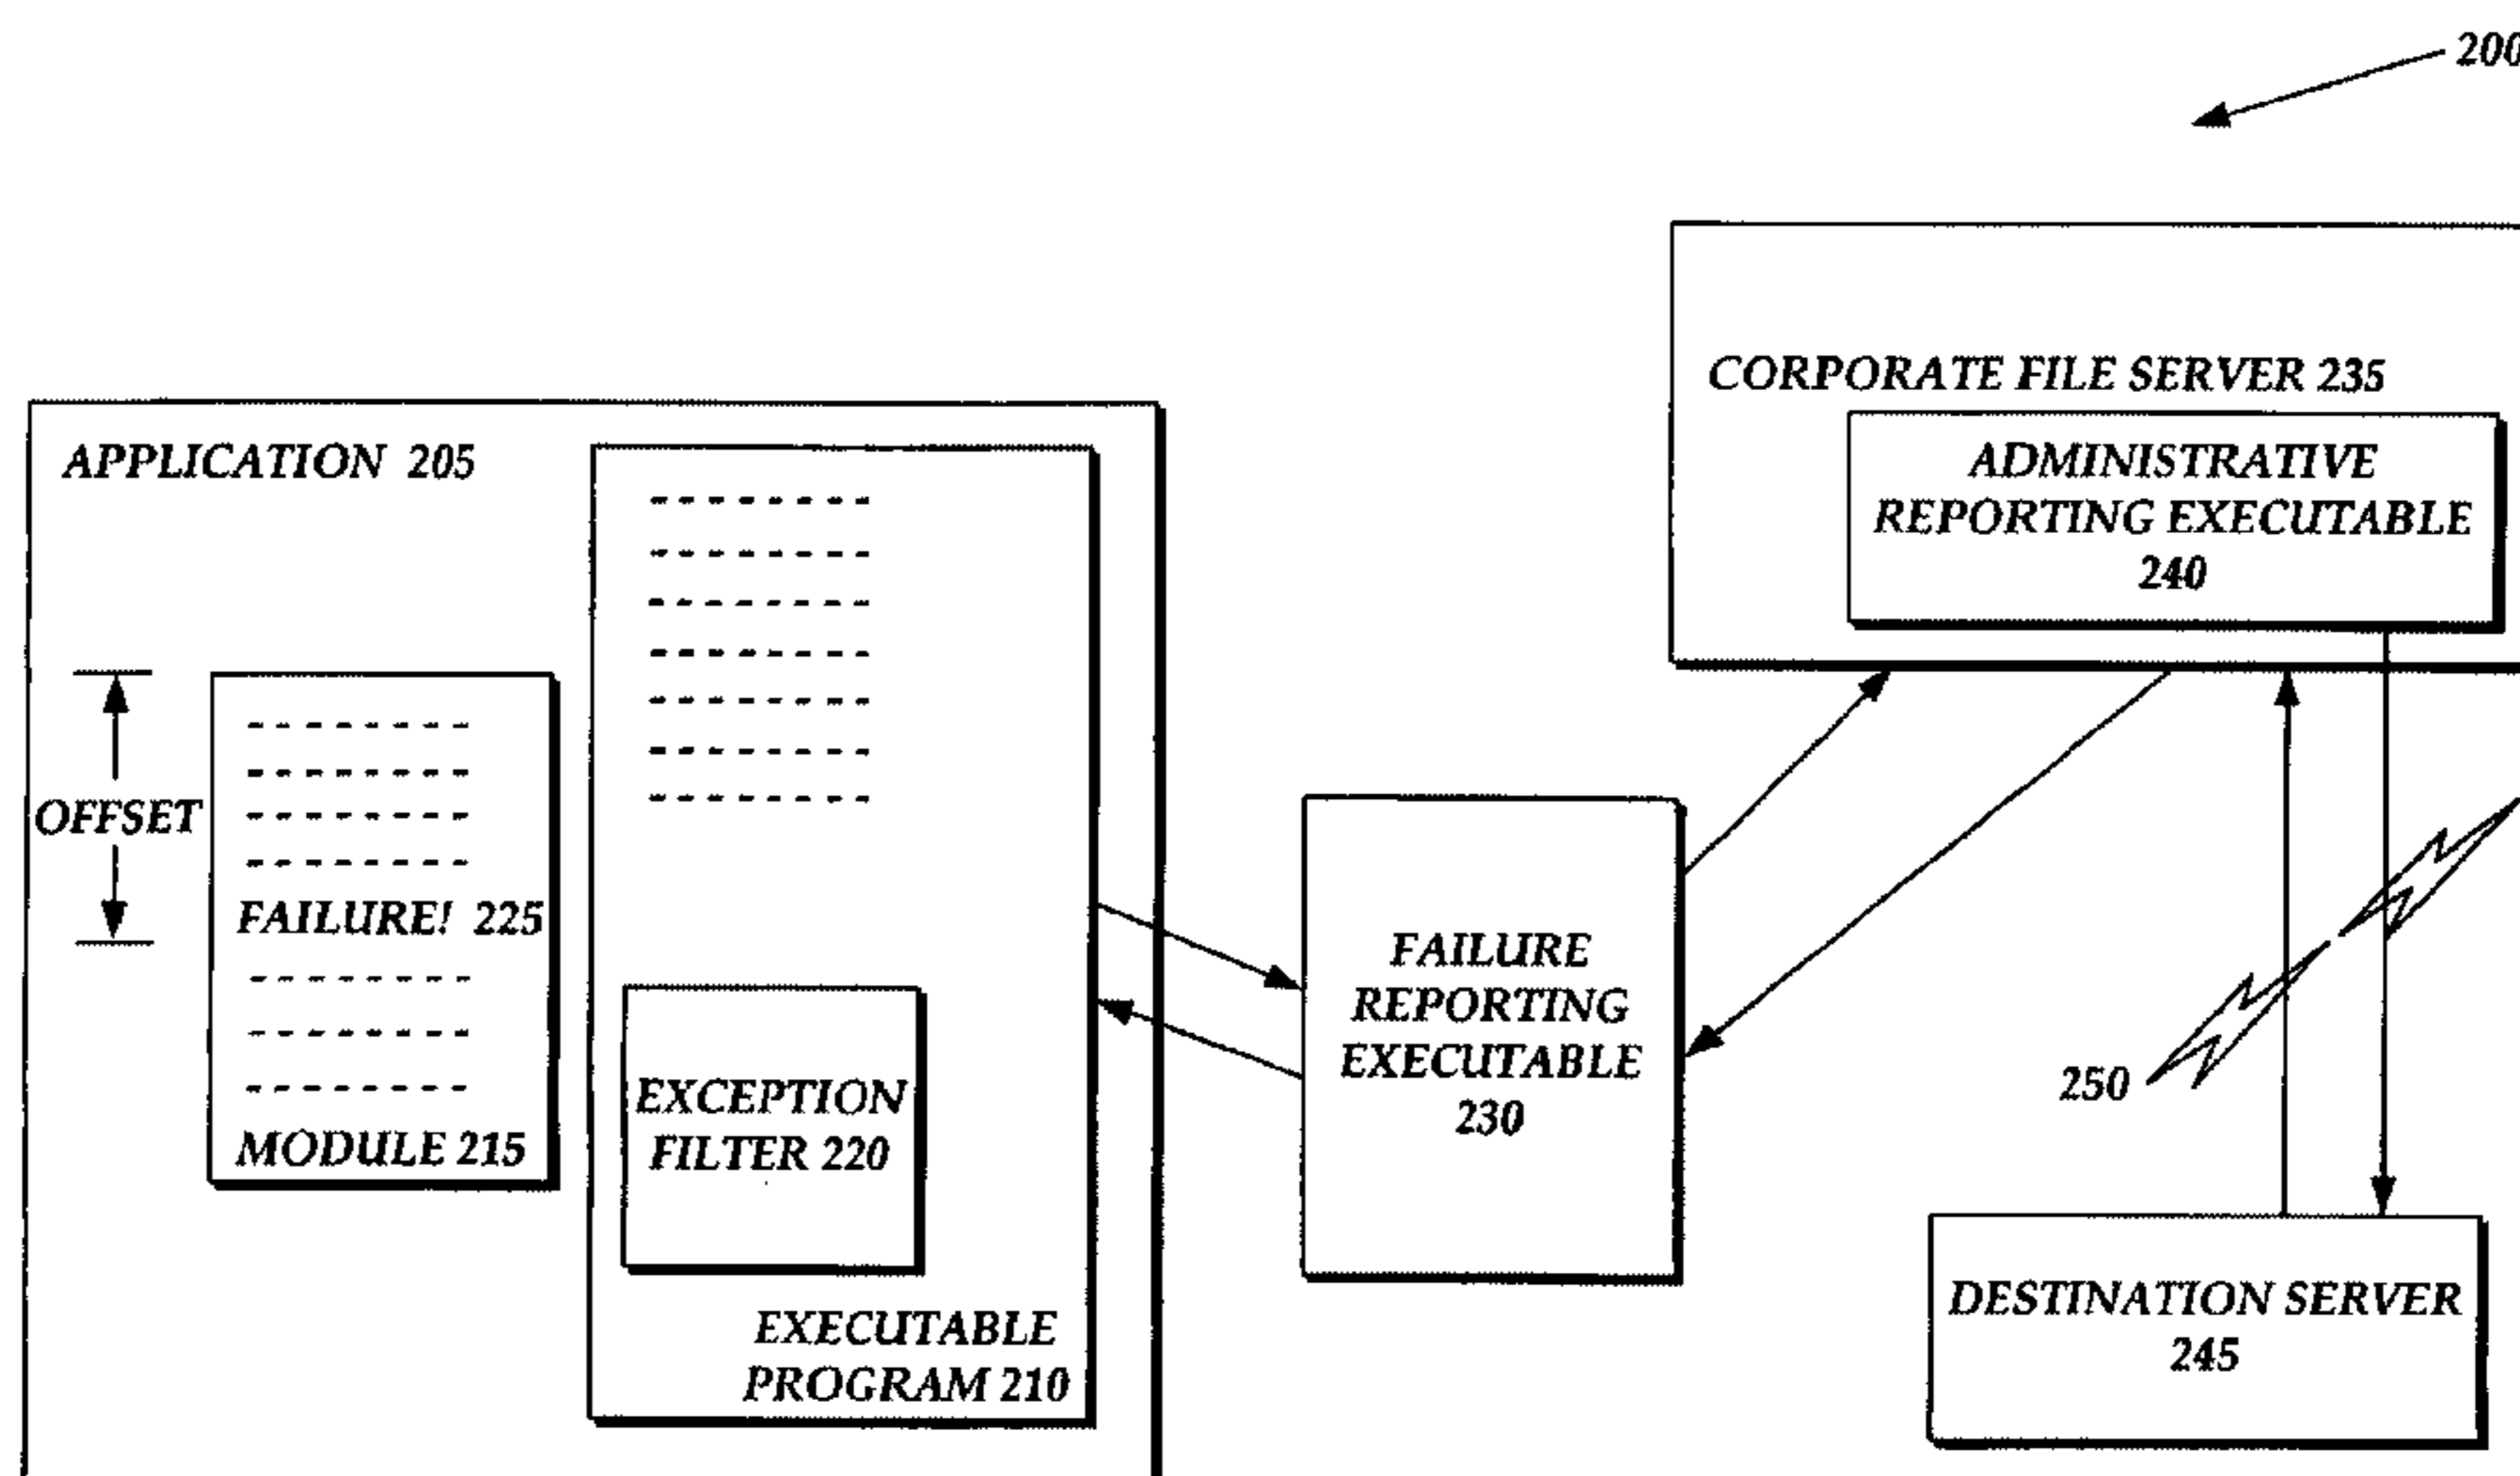 200
CORPORATE FILE SERVER 235
ADMINISTRATIVE
REPORTING EXECUTABLE
240
APPLICATION 205
OFFSET
FAILURE! 225
MODULE 215
EXCEPTION
FILTER 220
EXECUTABLE
PROGRAM 210
FAILURE
REPORTING
EXECUTABLE
230
250
DESTINATION SERVER
245